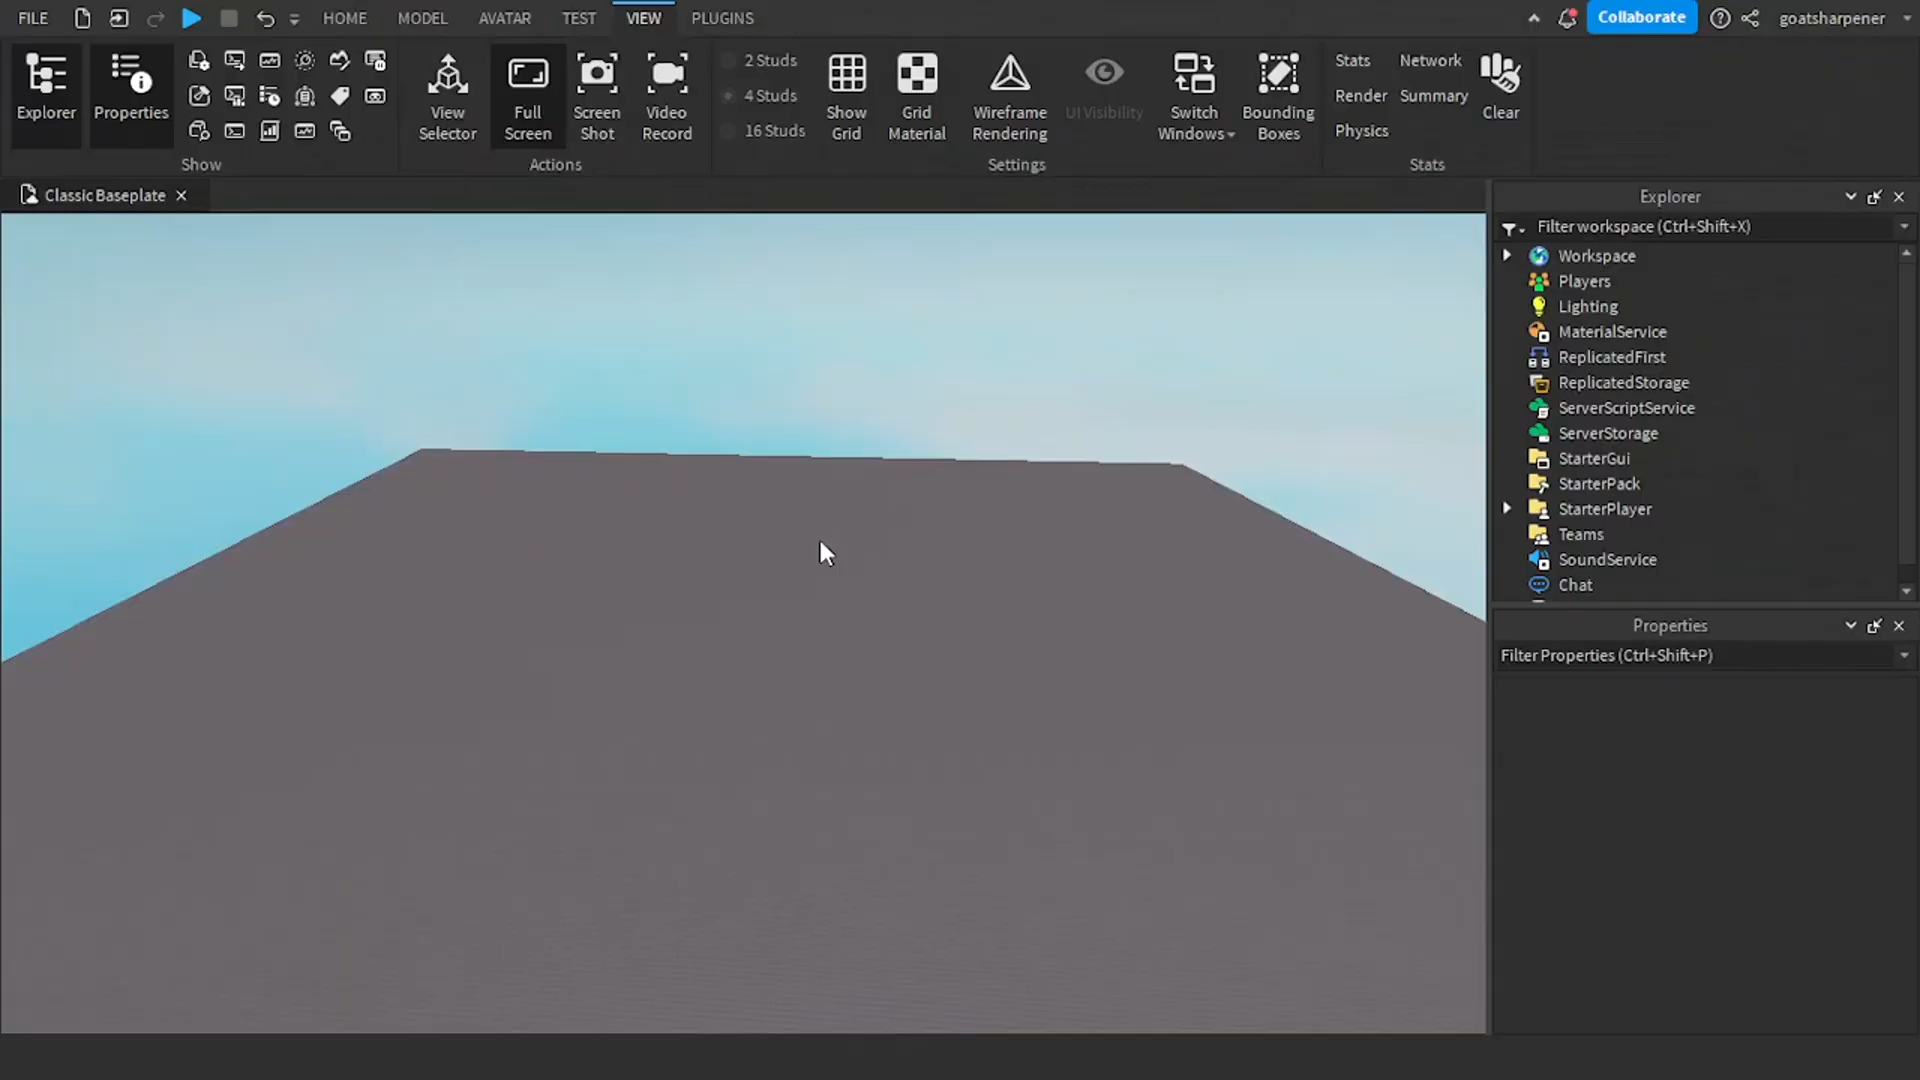 FILE HOME MODEL AVATAR TEST VIEW PLUGINS Collaborate goatsharpener
Explorer
Properties
Show
View
Selector
Full
Screen
Screen
Shot
Video
Record
Actions
2 Studs
4 Studs
16 Studs
Show
Grid
Grid
Material
Wireframe
Rendering
UI Visibility
Switch
Windows
Bounding
Boxes
Settings
Stats
Render
Physics
Network
Summary
Clear
Stats
Classic Baseplate
Explorer
Filter workspace (Ctrl+Shift+X)
Workspace
Players
Lighting
MaterialService
ReplicatedFirst
ReplicatedStorage
ServerScriptService
ServerStorage
StarterGui
StarterPack
StarterPlayer
Teams
SoundService
Chat
Properties
Filter Properties (Ctrl+Shift+P)